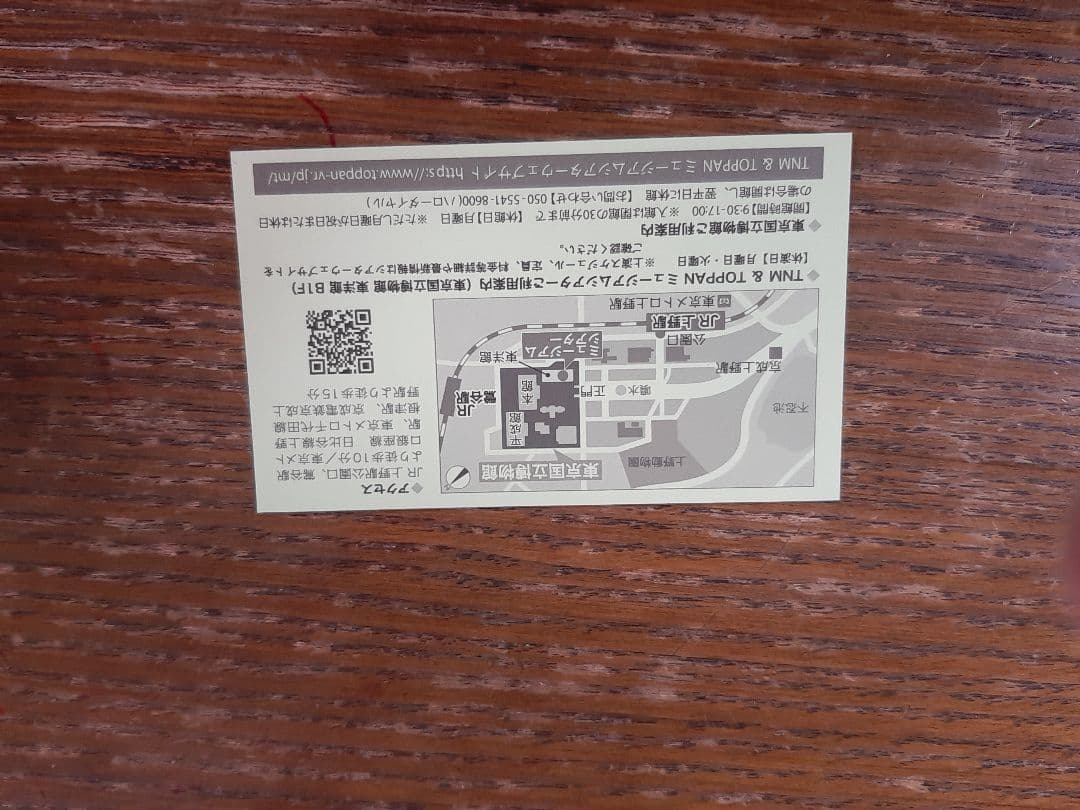 東京国立博物館
上野動物園
不忍池
平成館
本館
JR鶯谷駅
正門
噴水
京成上野駅
東洋館
ミュージアム
シアター
公園口
JR上野駅
東京メトロ上野駅
◆アクセス
JR上野駅公園口、鶯谷駅
より徒歩10分／東京メト
ロ銀座線・日比谷線上野
駅、東京メトロ千代田線
根津駅、京成電鉄京成上
野駅より徒歩15分
◆TNM & TOPPAN ミュージアムシアターご利用案内（東京国立博物館 東洋館 B1F）
【休演日】月曜日・火曜日 ※上演スケジュール、定員、料金等詳細や最新情報はシアターウェブサイトを
ご確認ください。
◆東京国立博物館ご利用案内
【開館時間】9:30-17:00 ※入館は閉館の30分前まで 【休館日】月曜日 ※ただし月曜日が祝日または休日
の場合は開館し、翌平日に休館 【お問い合わせ】050-5541-8600(ハローダイヤル)
TNM & TOPPAN ミュージアムシアターウェブサイト https://www.toppan-vr.jp/mt/